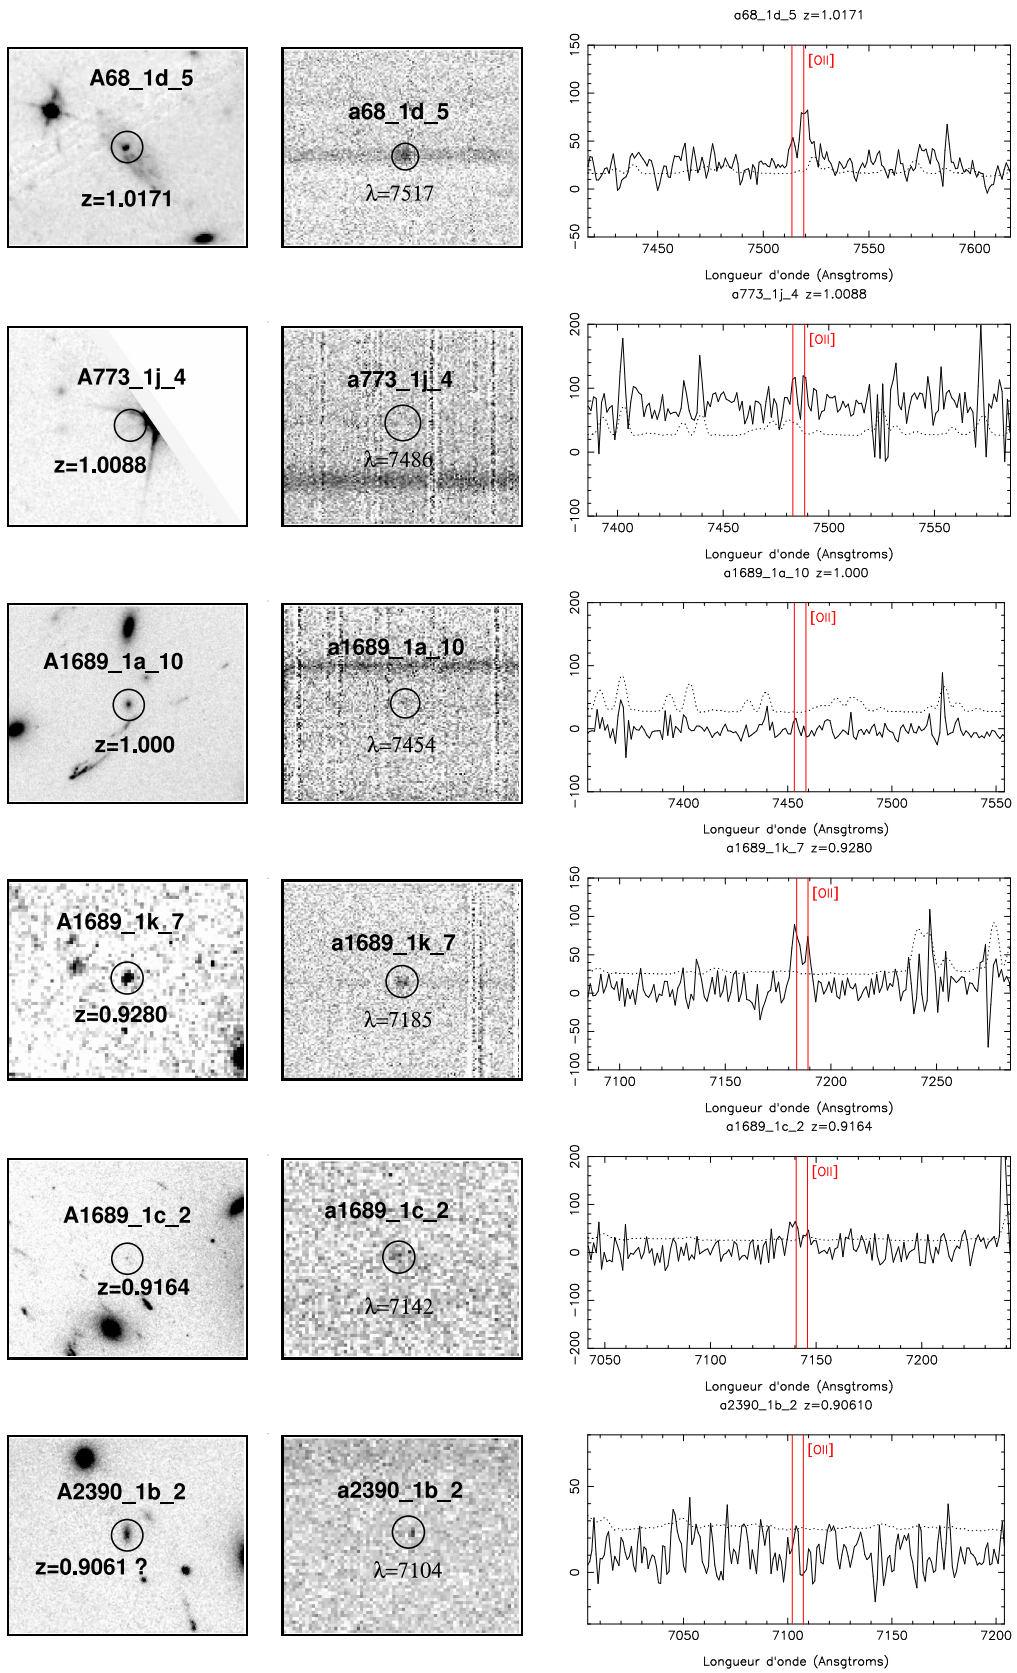 a68_1d_5 z=1.0171
A68_1d_5
z=1.0171
a68_1d_5
λ=7517
[OII]
150
100
50
0
−50
7450 7500 7550 7600
Longueur d'onde (Ansgtroms)
a773_1j_4 z=1.0088
A773_1j_4
z=1.0088
a773_1j_4
λ=7486
[OII]
200
100
0
−100
7400 7450 7500 7550
Longueur d'onde (Ansgtroms)
a1689_1a_10 z=1.000
A1689_1a_10
z=1.000
a1689_1a_10
λ=7454
[OII]
200
100
0
−100
7400 7450 7500 7550
Longueur d'onde (Ansgtroms)
a1689_1k_7 z=0.9280
A1689_1k_7
z=0.9280
a1689_1k_7
λ=7185
[OII]
150
100
50
0
−50
−100
7100 7150 7200 7250
Longueur d'onde (Ansgtroms)
a1689_1c_2 z=0.9164
A1689_1c_2
z=0.9164
a1689_1c_2
λ=7142
[OII]
200
100
0
−100
−200
7050 7100 7150 7200
Longueur d'onde (Ansgtroms)
a2390_1b_2 z=0.90610
A2390_1b_2
z=0.9061 ?
a2390_1b_2
λ=7104
[OII]
50
0
7050 7100 7150 7200
Longueur d'onde (Ansgtroms)